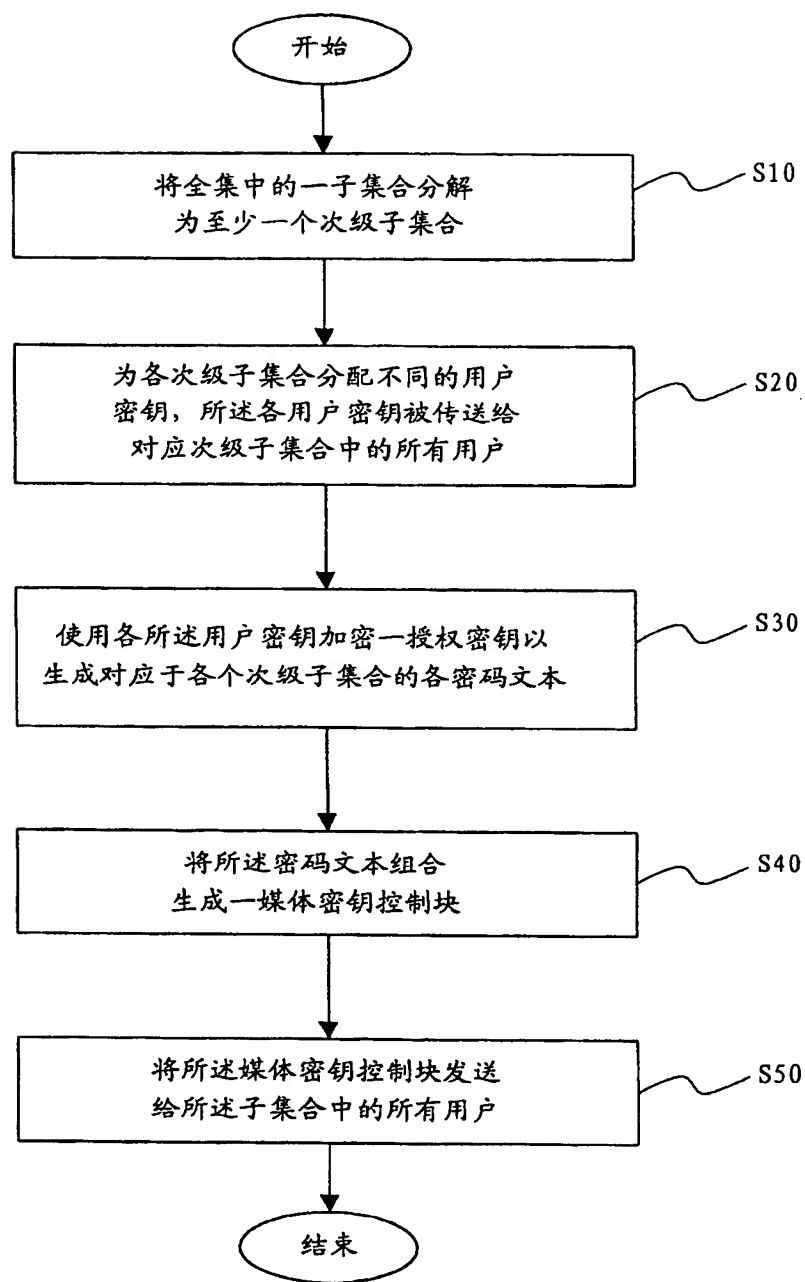 开始
将全集中的一子集合分解
为至少一个次级子集合
S10
为各次级子集合分配不同的用户
密钥，所述各用户密钥被传送给
对应次级子集合中的所有用户
S20
使用各所述用户密钥加密一授权密钥以
生成对应于各个次级子集合的各密码文本
S30
将所述密码文本组合
生成一媒体密钥控制块
S40
将所述媒体密钥控制块发送
给所述子集合中的所有用户
S50
结束